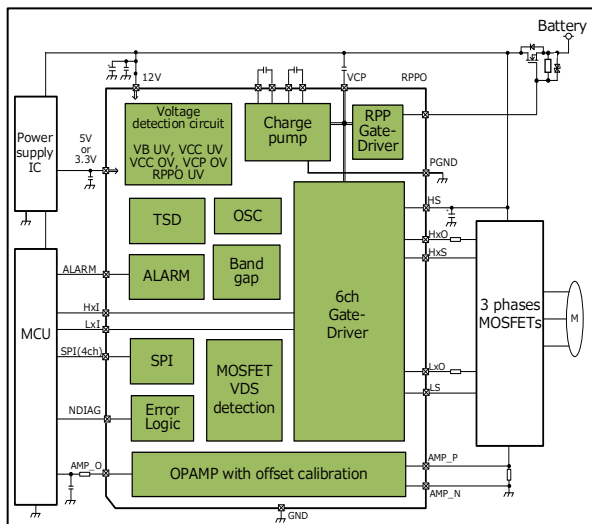 Battery
12V
VCP
RPPO
Power
supply
IC
5V
or
3.3V
Voltage
detection circuit
VB UV, VCC UV
VCC OV, VCP OV
RPPO UV
Charge
pump
RPP
Gate-
Driver
PGND
HS
TSD
OSC
HxO
ALARM
ALARM
Band
gap
HxS
6ch
Gate-
Driver
3 phases
MOSFETs
M
MCU
HxI
LxI
SPI(4ch)
SPI
MOSFET
VDS
detection
LxO
LS
NDIAG
Error
Logic
AMP_O
OPAMP with offset calibration
AMP_P
AMP_N
GND